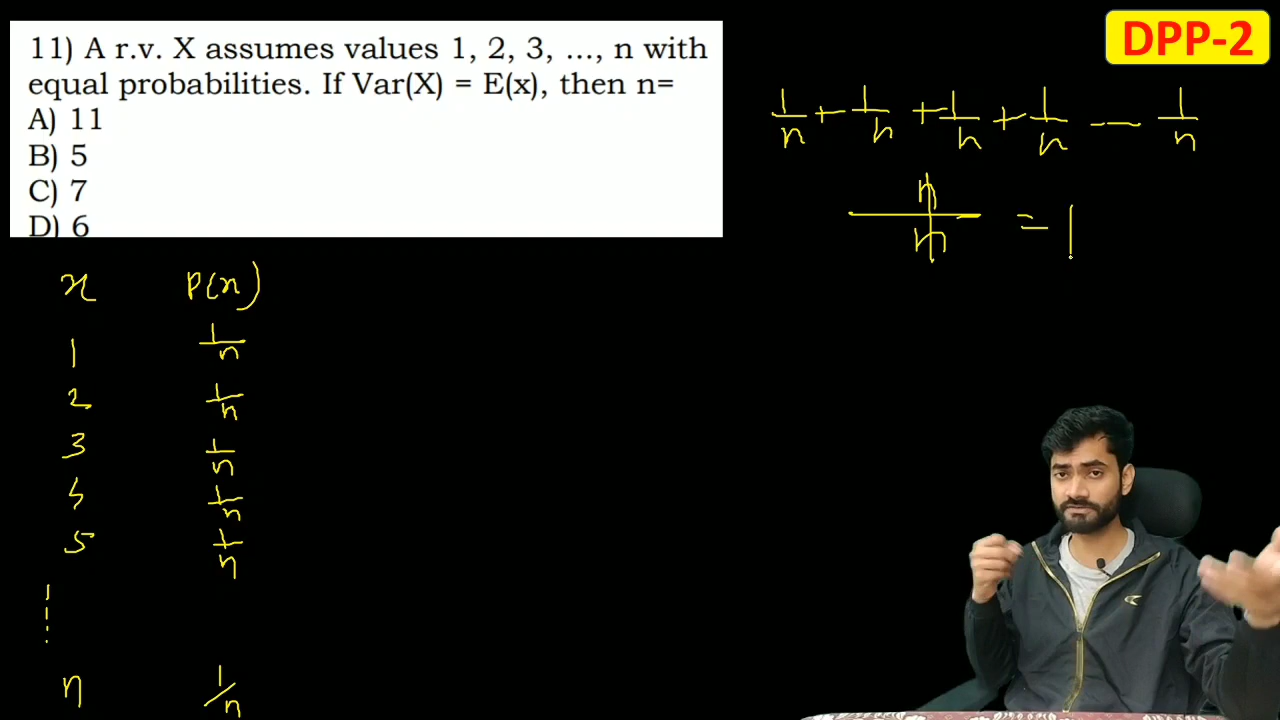 11) A r.v. X assumes values 1, 2, 3, ..., n with
equal probabilities. If Var(X) = E(x), then n=
A) 11
B) 5
C) 7
D) 6
DPP-2
1/n + 1/n + 1/n + 1/n — 1/n
n/n = 1
x P(x)
1 1/n
2 1/n
3 1/n
4 1/n
5 1/n
⋮
n 1/n